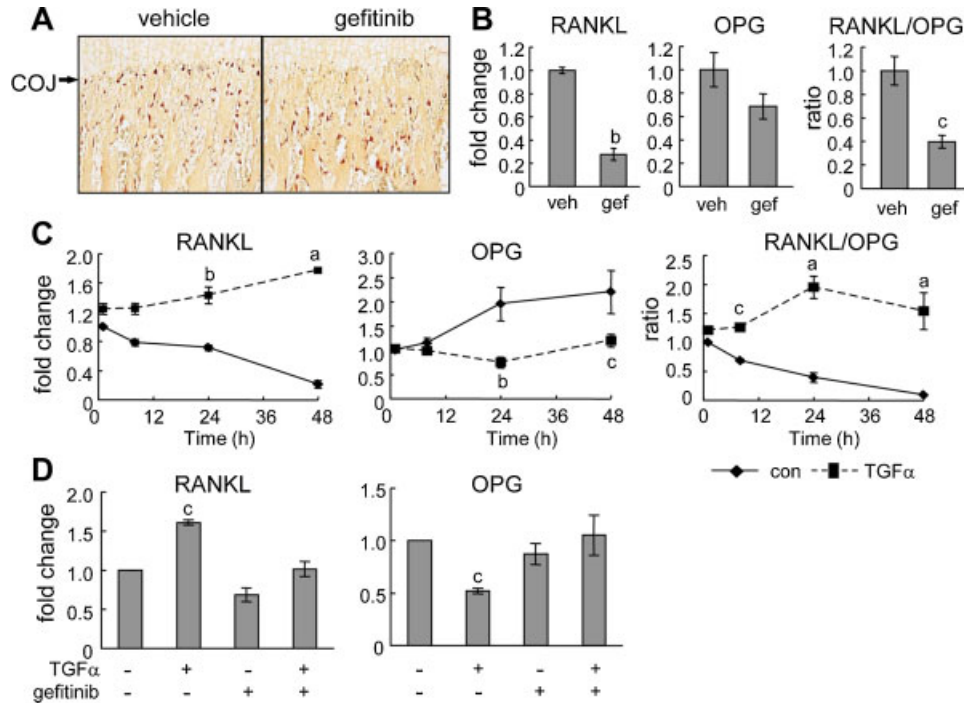 A
vehicle
gefitinib
COJ
B
RANKL
OPG
RANKL/OPG
fold change
1.2
1.0
0.8
0.6
0.4
0.2
0
veh
gef
b
1.2
1.0
0.8
0.6
0.4
0.2
0
veh
gef
ratio
1.2
1.0
0.8
0.6
0.4
0.2
0
veh
gef
c
C
RANKL
OPG
RANKL/OPG
fold change
2.0
1.6
1.2
0.8
0.4
0
0 12 24 36 48
Time (h)
b
a
3.0
2.5
2.0
1.5
1.0
0.5
0
0 12 24 36 48
Time (h)
b
c
ratio
2.5
2.0
1.5
1.0
0.5
0
0 12 24 36 48
Time (h)
c
a
a
con
TGFα
D
RANKL
OPG
fold change
2.0
1.5
1.0
0.5
0
c
1.5
1.0
0.5
0
c
TGFα - + - + - + - +
gefitinib - - + + - - + +